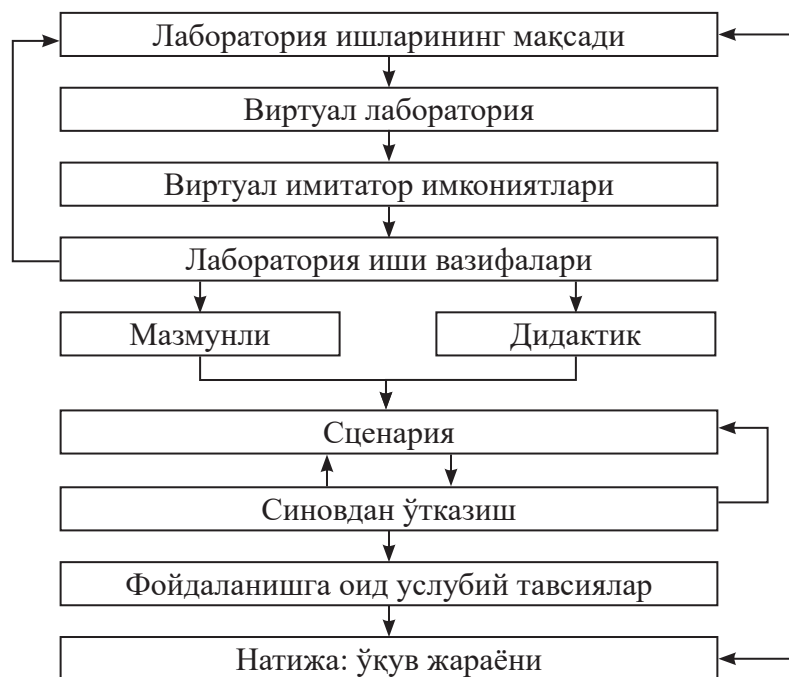 Лаборатория ишларининг мақсади
Виртуал лаборатория
Виртуал имитатор имкониятлари
Лаборатория иши вазифалари
Мазмунли
Дидактик
Сценария
Синовдан ўтказиш
Фойдаланишга оид услубий тавсиялар
Натижа: ўқув жараёни